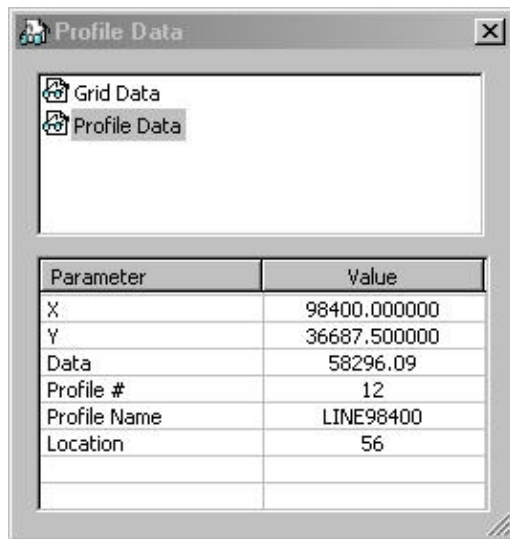 Profile Data
Grid Data
Profile Data
Parameter Value
X 98400.000000
Y 36687.500000
Data 58296.09
Profile # 12
Profile Name LINE98400
Location 56